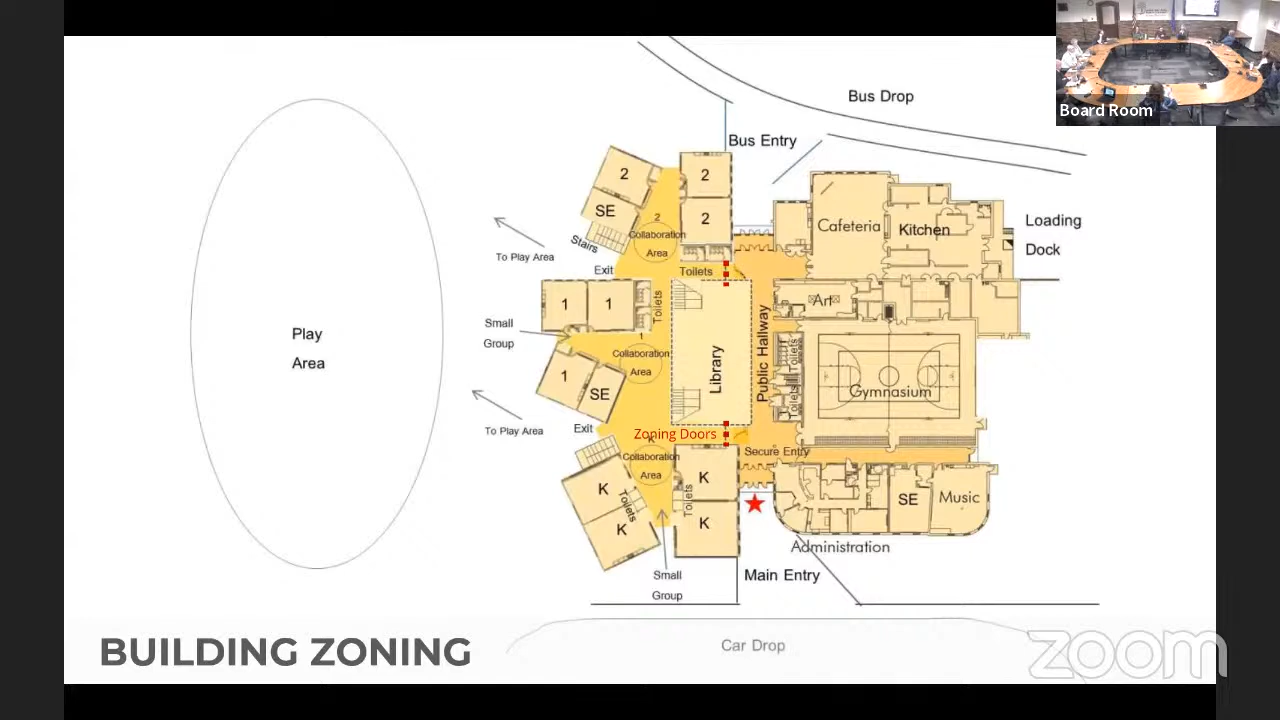 Board Room
Bus Drop
Bus Entry
2
2
SE
2
2
Collaboration
Area
Stairs
To Play Area
Exit
Toilets
Cafeteria
Kitchen
Loading
Dock
1
1
Toilets
Small
Group
1
Collaboration
Area
1
SE
Library
Public Hallway
Art
Toilets
Toilets
Gymnasium
Play
Area
To Play Area
Exit
Zoning Doors
K
Collaboration
Area
Secure Entry
K
Toilets
K
K
Toilets
K
SE
Music
Administration
Small
Group
Main Entry
BUILDING ZONING
Car Drop
zoom